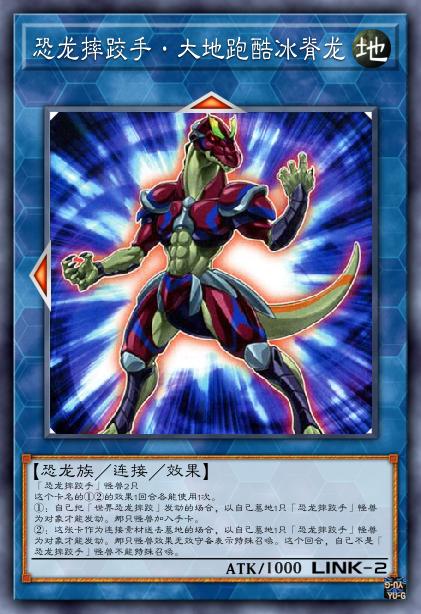 恐龙摔跤手·大地跑酷冰脊龙 地
【恐龙族／连接／效果】
「恐龙摔跤手」怪兽2只
这个卡名的①②的效果1回合各能使用1次。
①：自己把「世界恐龙摔跤」发动的场合，以自己墓地1只「恐龙摔跤手」怪兽
为对象才能发动。那只怪兽加入手卡。
②：这张卡作为连接素材送去墓地的场合，以自己墓地1只「恐龙摔跤手」怪兽
为对象才能发动。那只怪兽效果无效守备表示特殊召唤。这个回合，自己不是「
恐龙摔跤手」怪兽不能特殊召唤。
ATK/1000 LINK-2